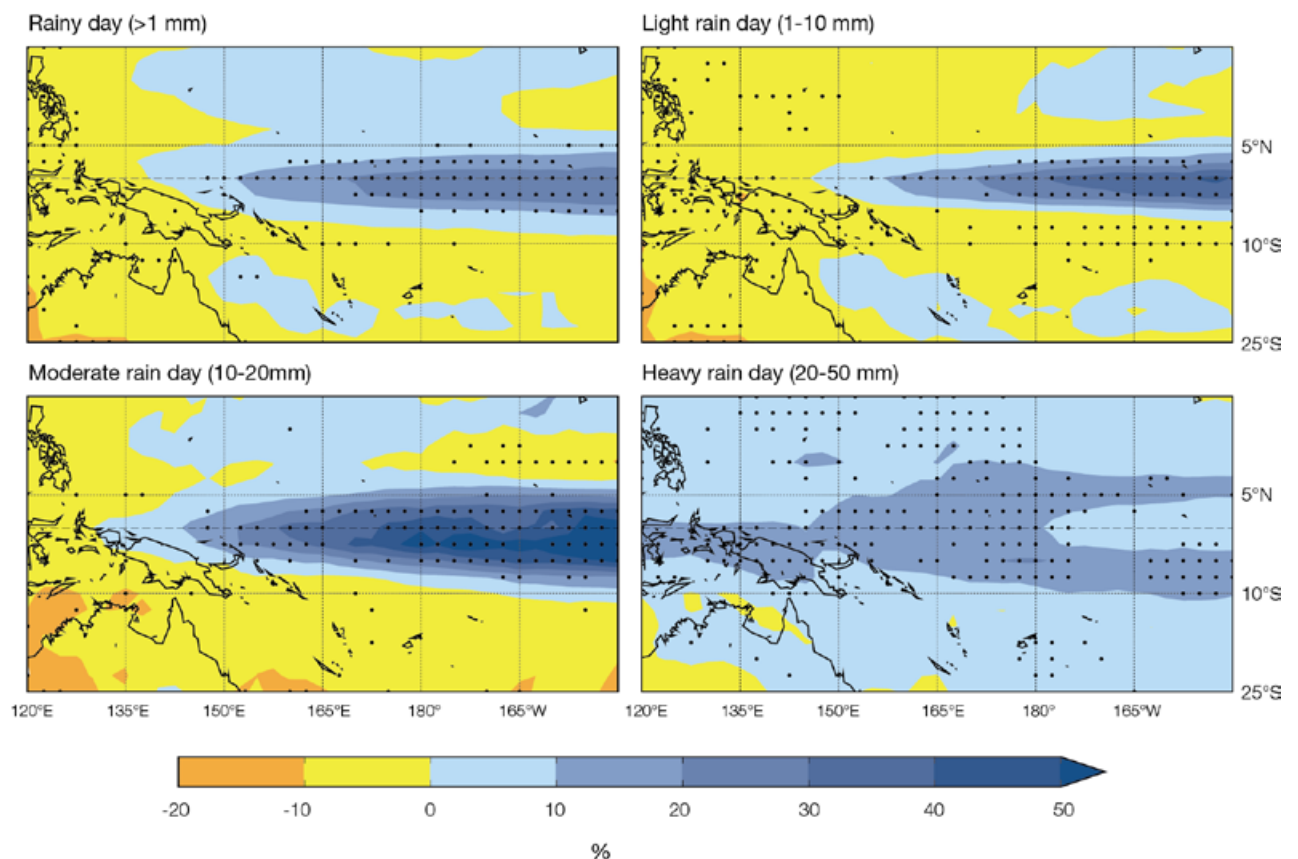 Rainy day (>1 mm)
Light rain day (1-10 mm)
5°N
10°S
25°S
Moderate rain day (10-20mm)
Heavy rain day (20-50 mm)
5°N
10°S
25°S
120°E 135°E 150°E 165°E 180° 165°W
120°E 135°E 150°E 165°E 180° 165°W
-20 -10 0 10 20 30 40 50
%